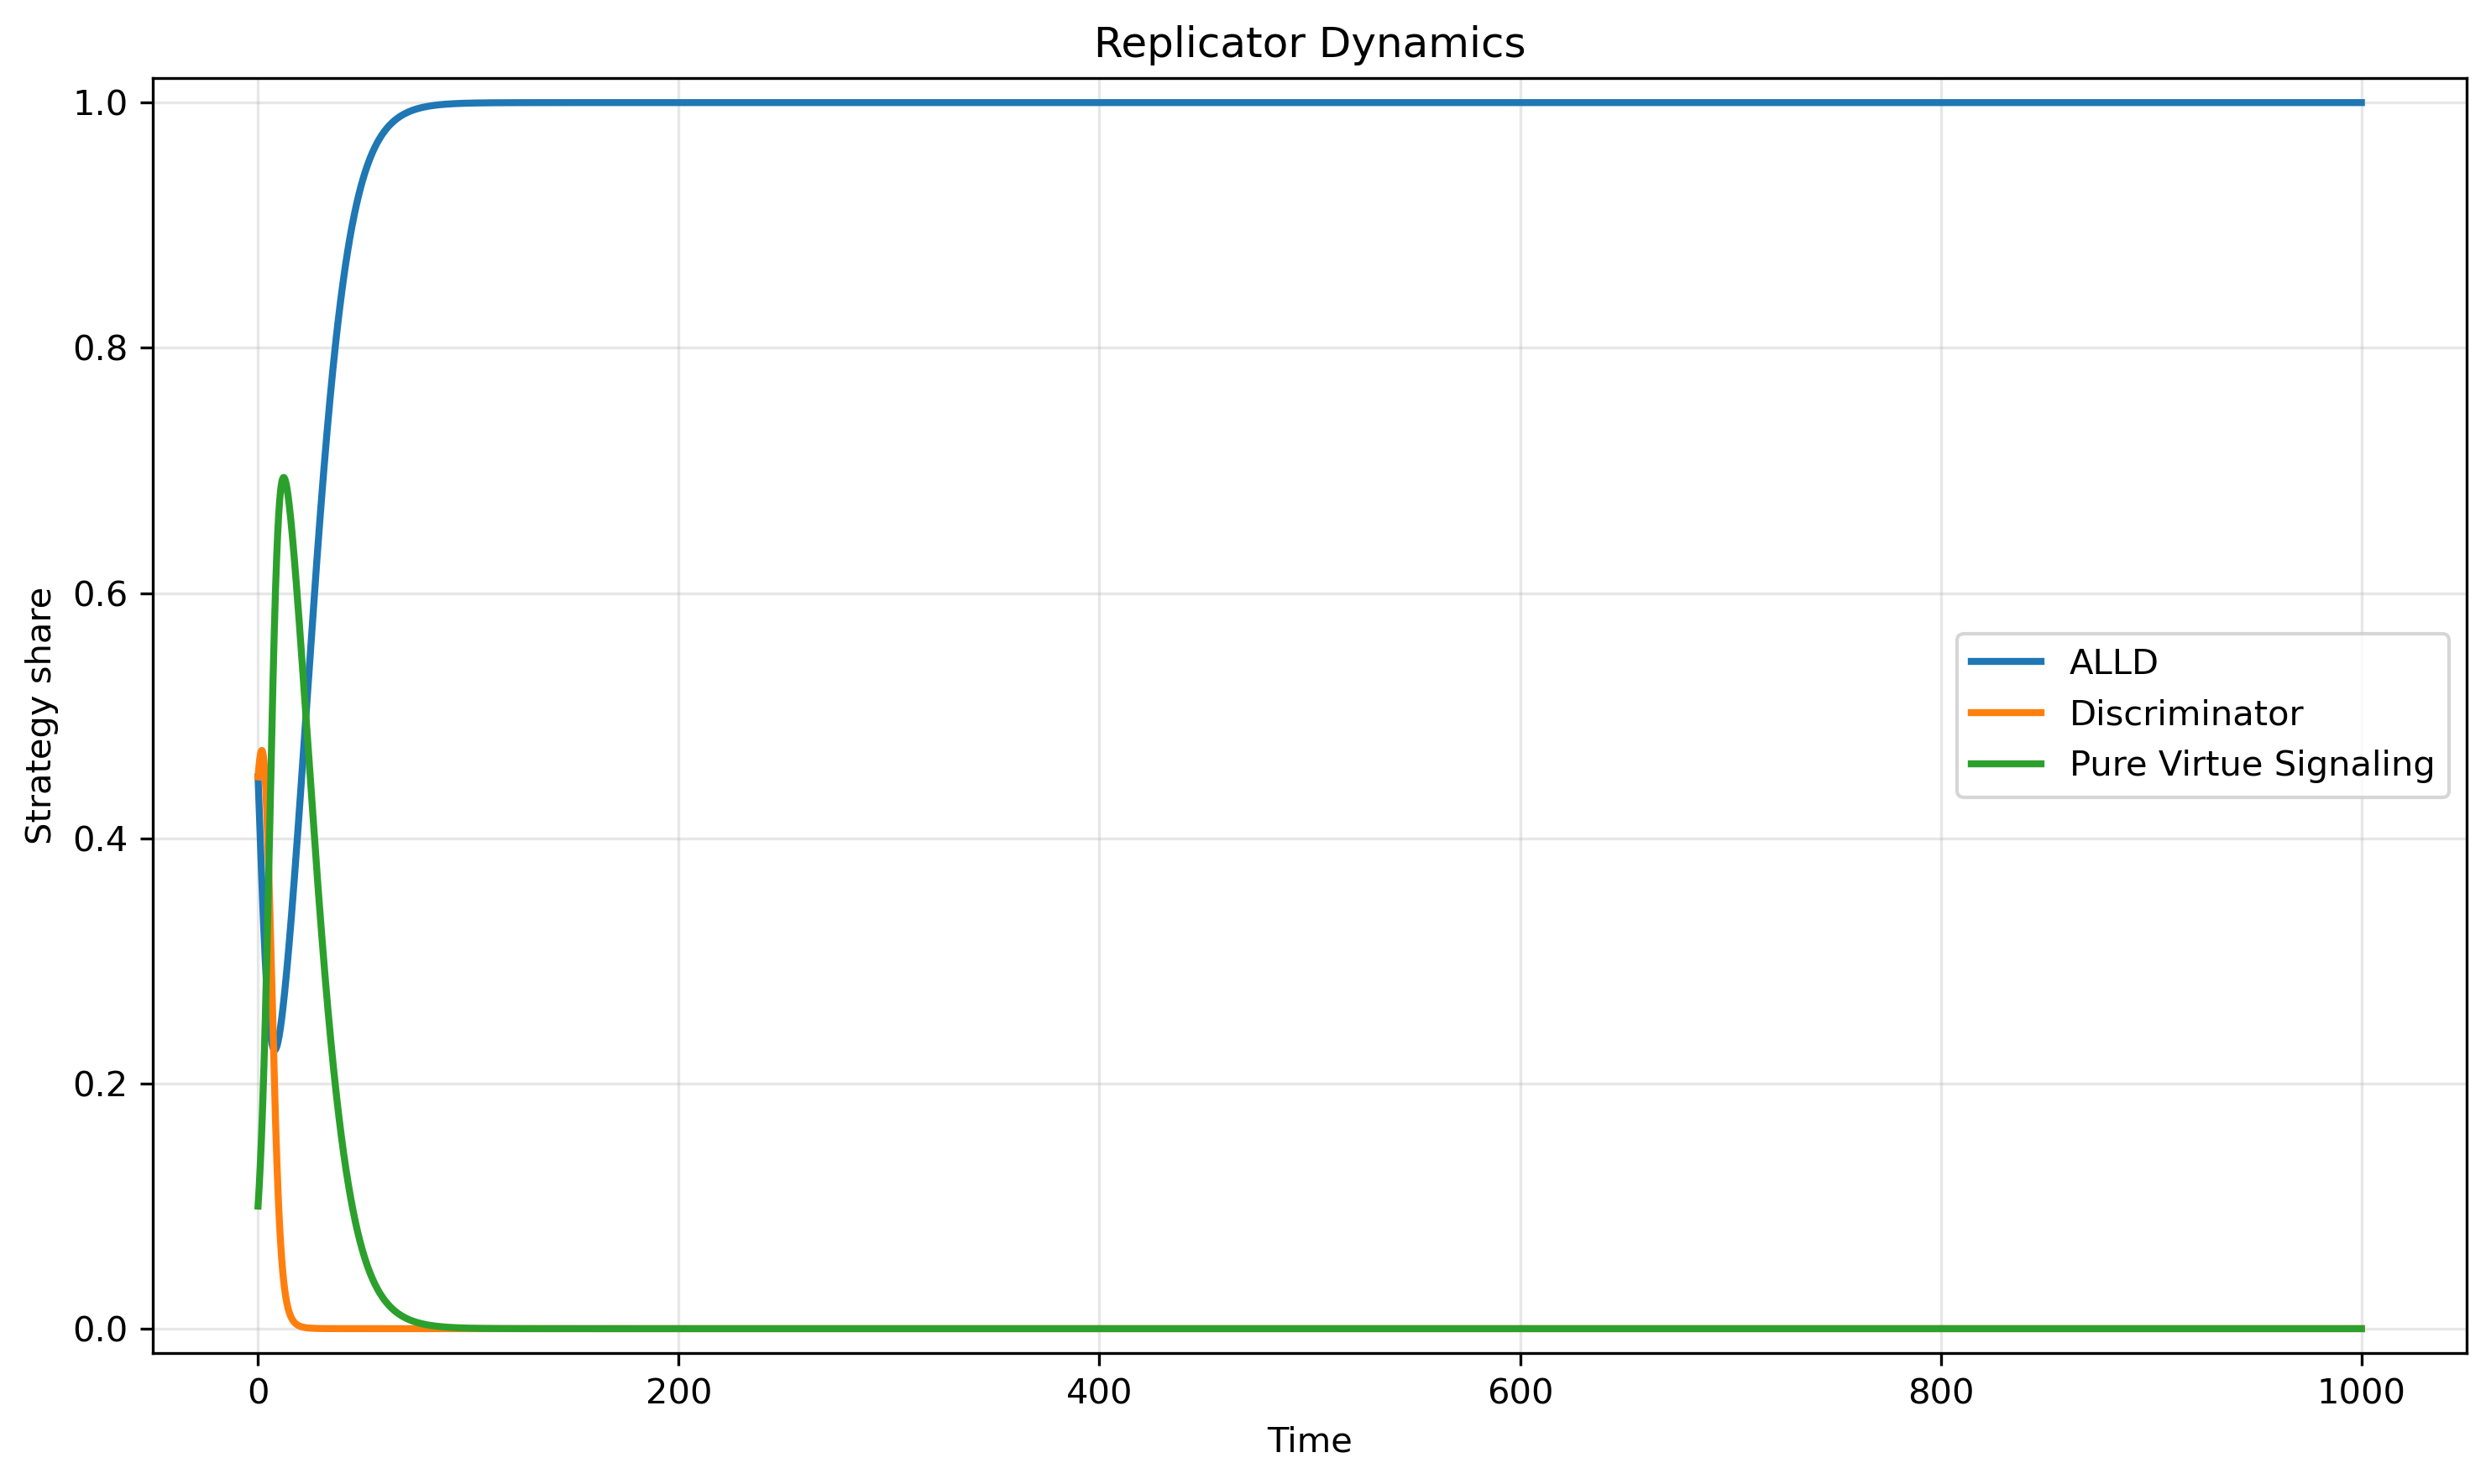 Replicator Dynamics
1.0
0.8
0.6
0.4
0.2
0.0
Strategy share
ALLD
Discriminator
Pure Virtue Signaling
0 200 400 600 800 1000
Time